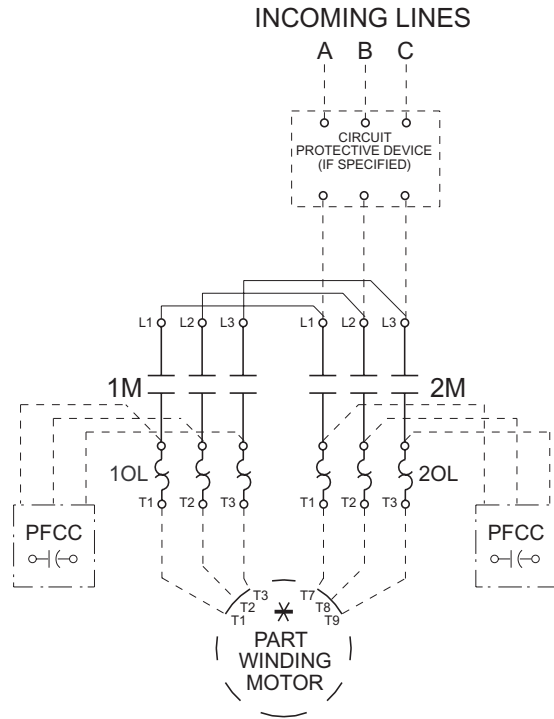 INCOMING LINES
A B C
CIRCUIT
PROTECTIVE DEVICE
(IF SPECIFIED)
L1 L2 L3 L1 L2 L3
1M 2M
1OL 2OL
T1 T2 T3 T1 T2 T3
PFCC PFCC
T3 T7
T2 T8
T1 T9
PART
WINDING
MOTOR